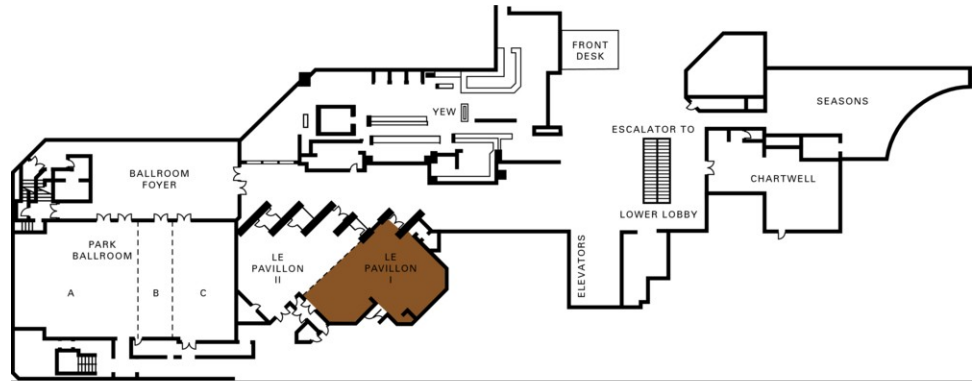 FRONT
DESK
SEASONS
YEW
ESCALATOR TO
BALLROOM
FOYER
CHARTWELL
LOWER LOBBY
PARK
BALLROOM
LE
PAVILLON
II
LE
PAVILLON
I
ELEVATORS
A
B
C